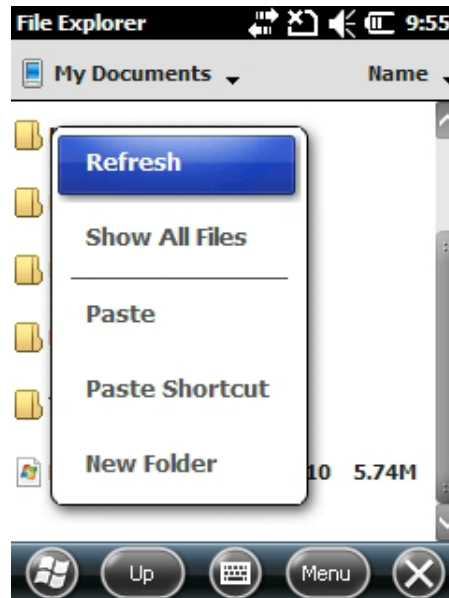 File Explorer 9:55
My Documents Name
Refresh
Show All Files
Paste
Paste Shortcut
New Folder
10 5.74M
Up Menu